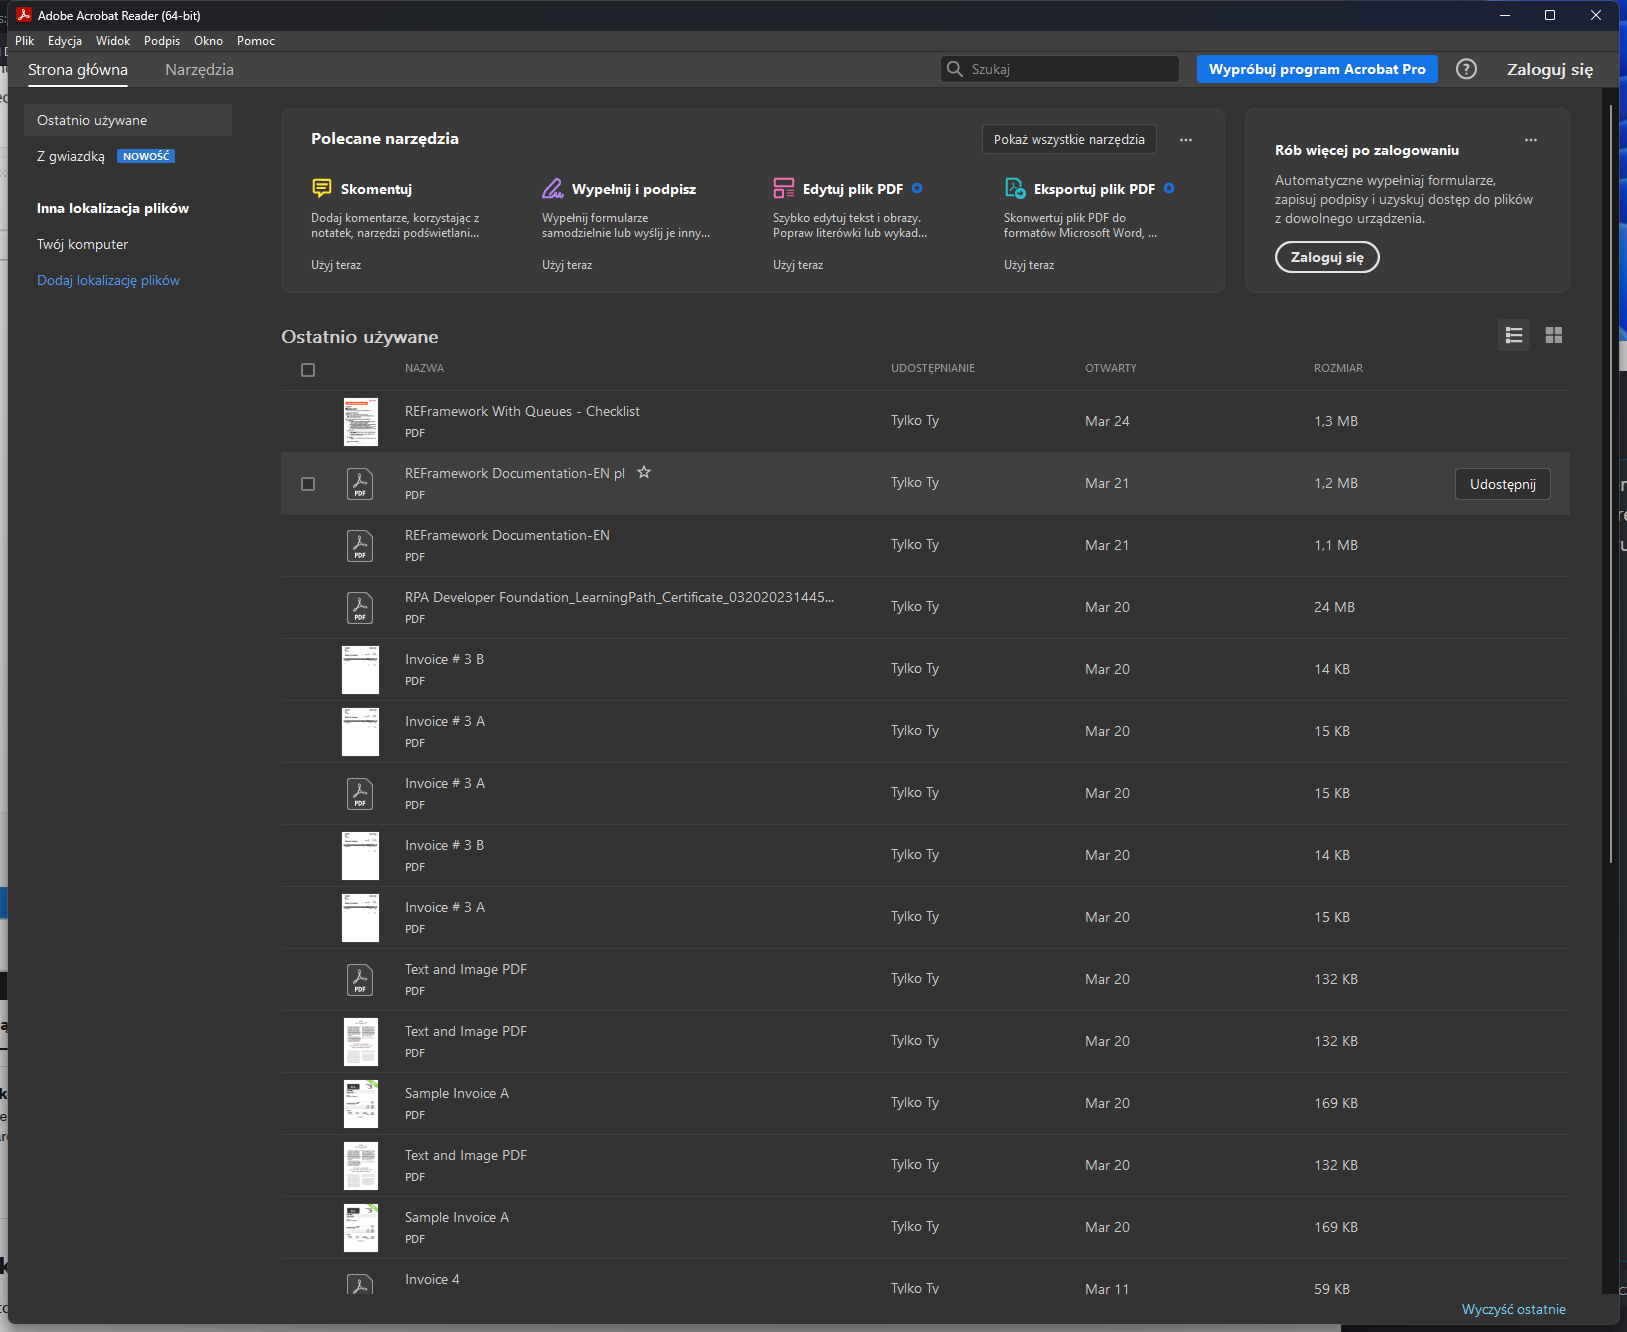 Adobe Acrobat Reader (64-bit)
Plik Edycja Widok Podpis Okno Pomoc
Strona główna Narzędzia Szukaj Wypróbuj program Acrobat Pro Zaloguj się
Ostatnio używane
Z gwiazdką NOWOŚĆ
Inna lokalizacja plików
Twój komputer
Dodaj lokalizację plików
Polecane narzędzia Pokaż wszystkie narzędzia ...
Skomentuj
Dodaj komentarze, korzystając z
notatek, narzędzi podświetlani...
Użyj teraz
Wypełnij i podpisz
Wypełnij formularze
samodzielnie lub wyślij je inny...
Użyj teraz
Edytuj plik PDF
Szybko edytuj tekst i obrazy.
Popraw literówki lub wykad...
Użyj teraz
Eksportuj plik PDF
Skonwertuj plik PDF do
formatów Microsoft Word, ...
Użyj teraz
Rób więcej po zalogowaniu
Automatyczne wypełniaj formularze,
zapisuj podpisy i uzyskuj dostęp do plików
z dowolnego urządzenia.
Zaloguj się
Ostatnio używane
NAZWA UDOSTĘPNIANIE OTWARTY ROZMIAR
REFramework With Queues - Checklist
PDF Tylko Ty Mar 24 1,3 MB
REFramework Documentation-EN pl
PDF Tylko Ty Mar 21 1,2 MB Udostępnij
REFramework Documentation-EN
PDF Tylko Ty Mar 21 1,1 MB
RPA Developer Foundation_LearningPath_Certificate_032020231445...
PDF Tylko Ty Mar 20 24 MB
Invoice # 3 B
PDF Tylko Ty Mar 20 14 KB
Invoice # 3 A
PDF Tylko Ty Mar 20 15 KB
Invoice # 3 A
PDF Tylko Ty Mar 20 15 KB
Invoice # 3 B
PDF Tylko Ty Mar 20 14 KB
Invoice # 3 A
PDF Tylko Ty Mar 20 15 KB
Text and Image PDF
PDF Tylko Ty Mar 20 132 KB
Text and Image PDF
PDF Tylko Ty Mar 20 132 KB
Sample Invoice A
PDF Tylko Ty Mar 20 169 KB
Text and Image PDF
PDF Tylko Ty Mar 20 132 KB
Sample Invoice A
PDF Tylko Ty Mar 20 169 KB
Invoice 4
Tylko Ty Mar 11 59 KB
Wyczyść ostatnie